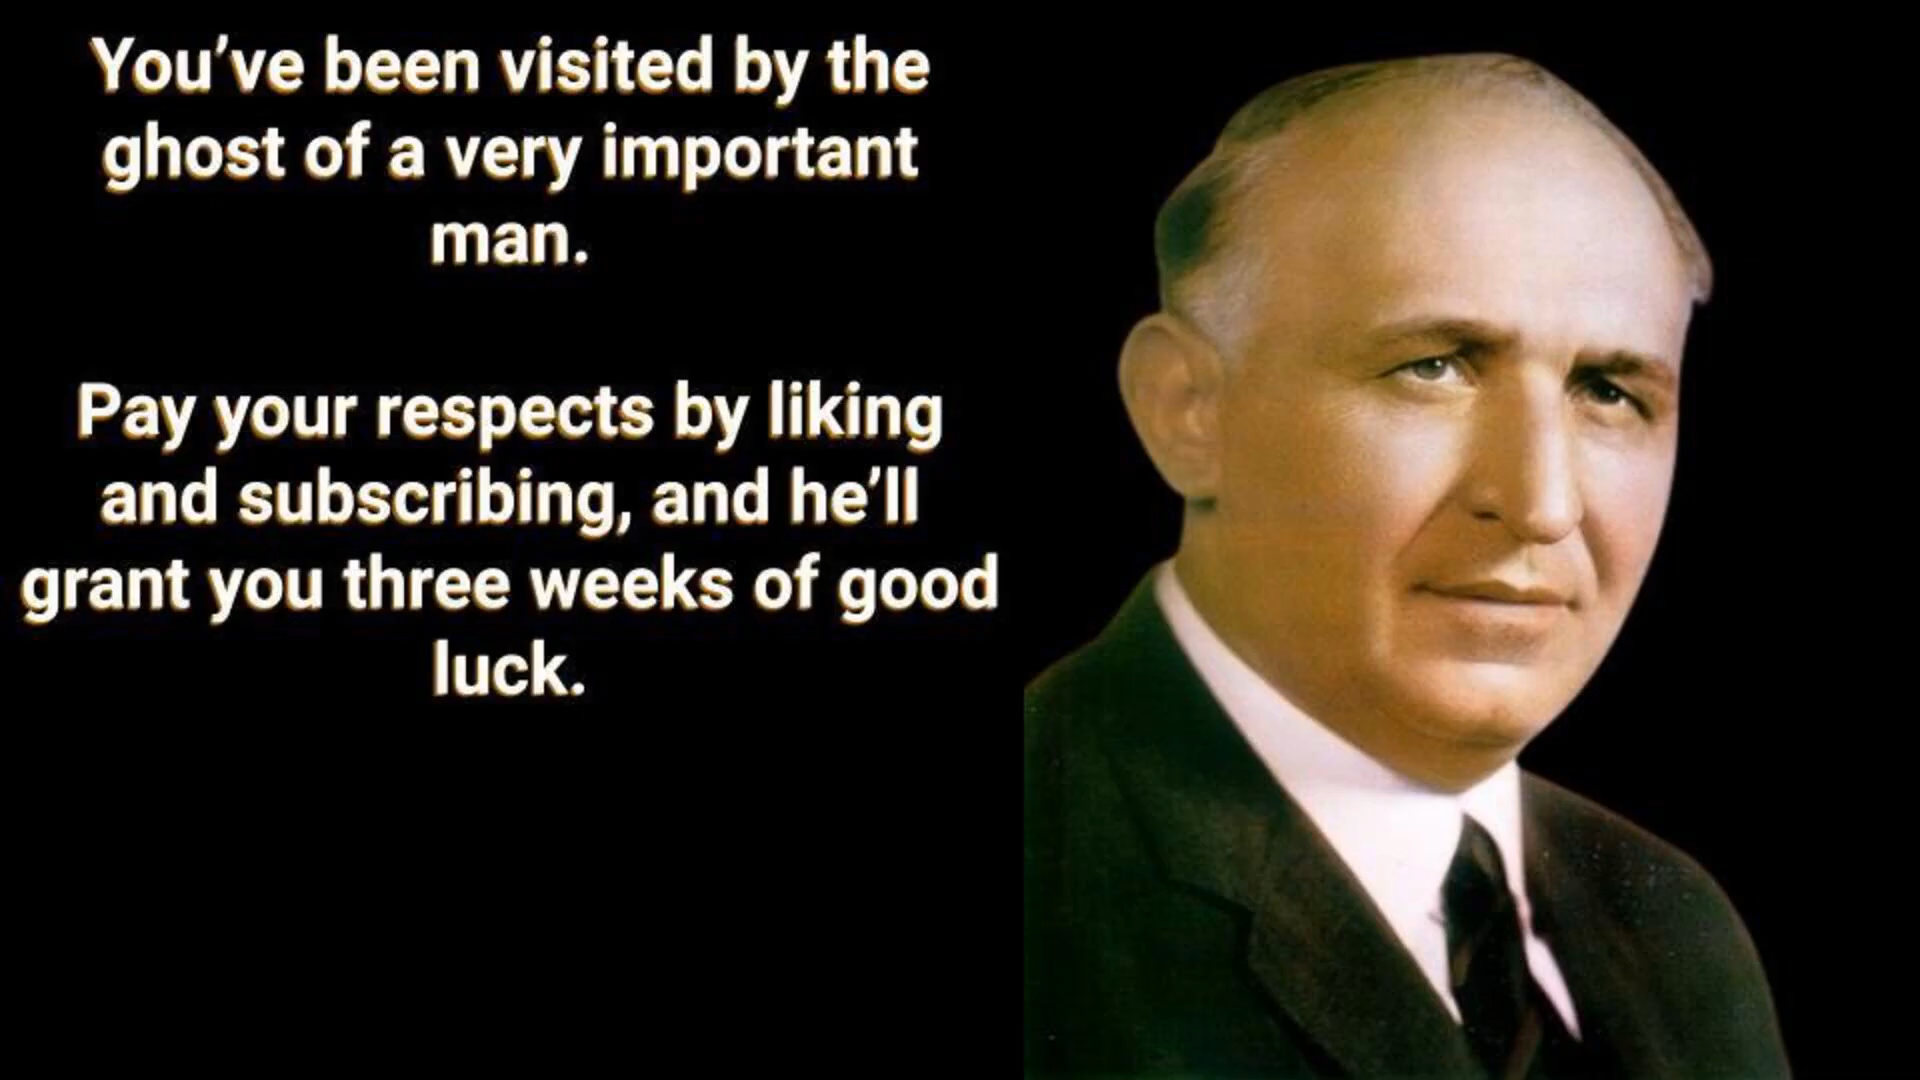 You’ve been visited by the
ghost of a very important
man.
Pay your respects by liking
and subscribing, and he’ll
grant you three weeks of good
luck.